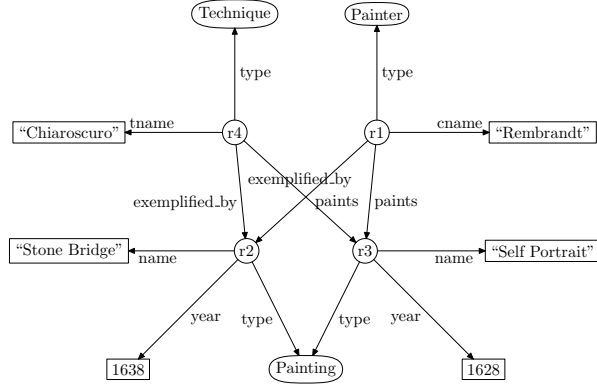 Technique
Painter
type
type
"Chiaroscuro"
tname
r4
r1
cname
"Rembrandt"
exemplified_by
exemplified_by
paints
paints
"Stone Bridge"
name
r2
r3
name
"Self Portrait"
year
type
type
year
1638
Painting
1628